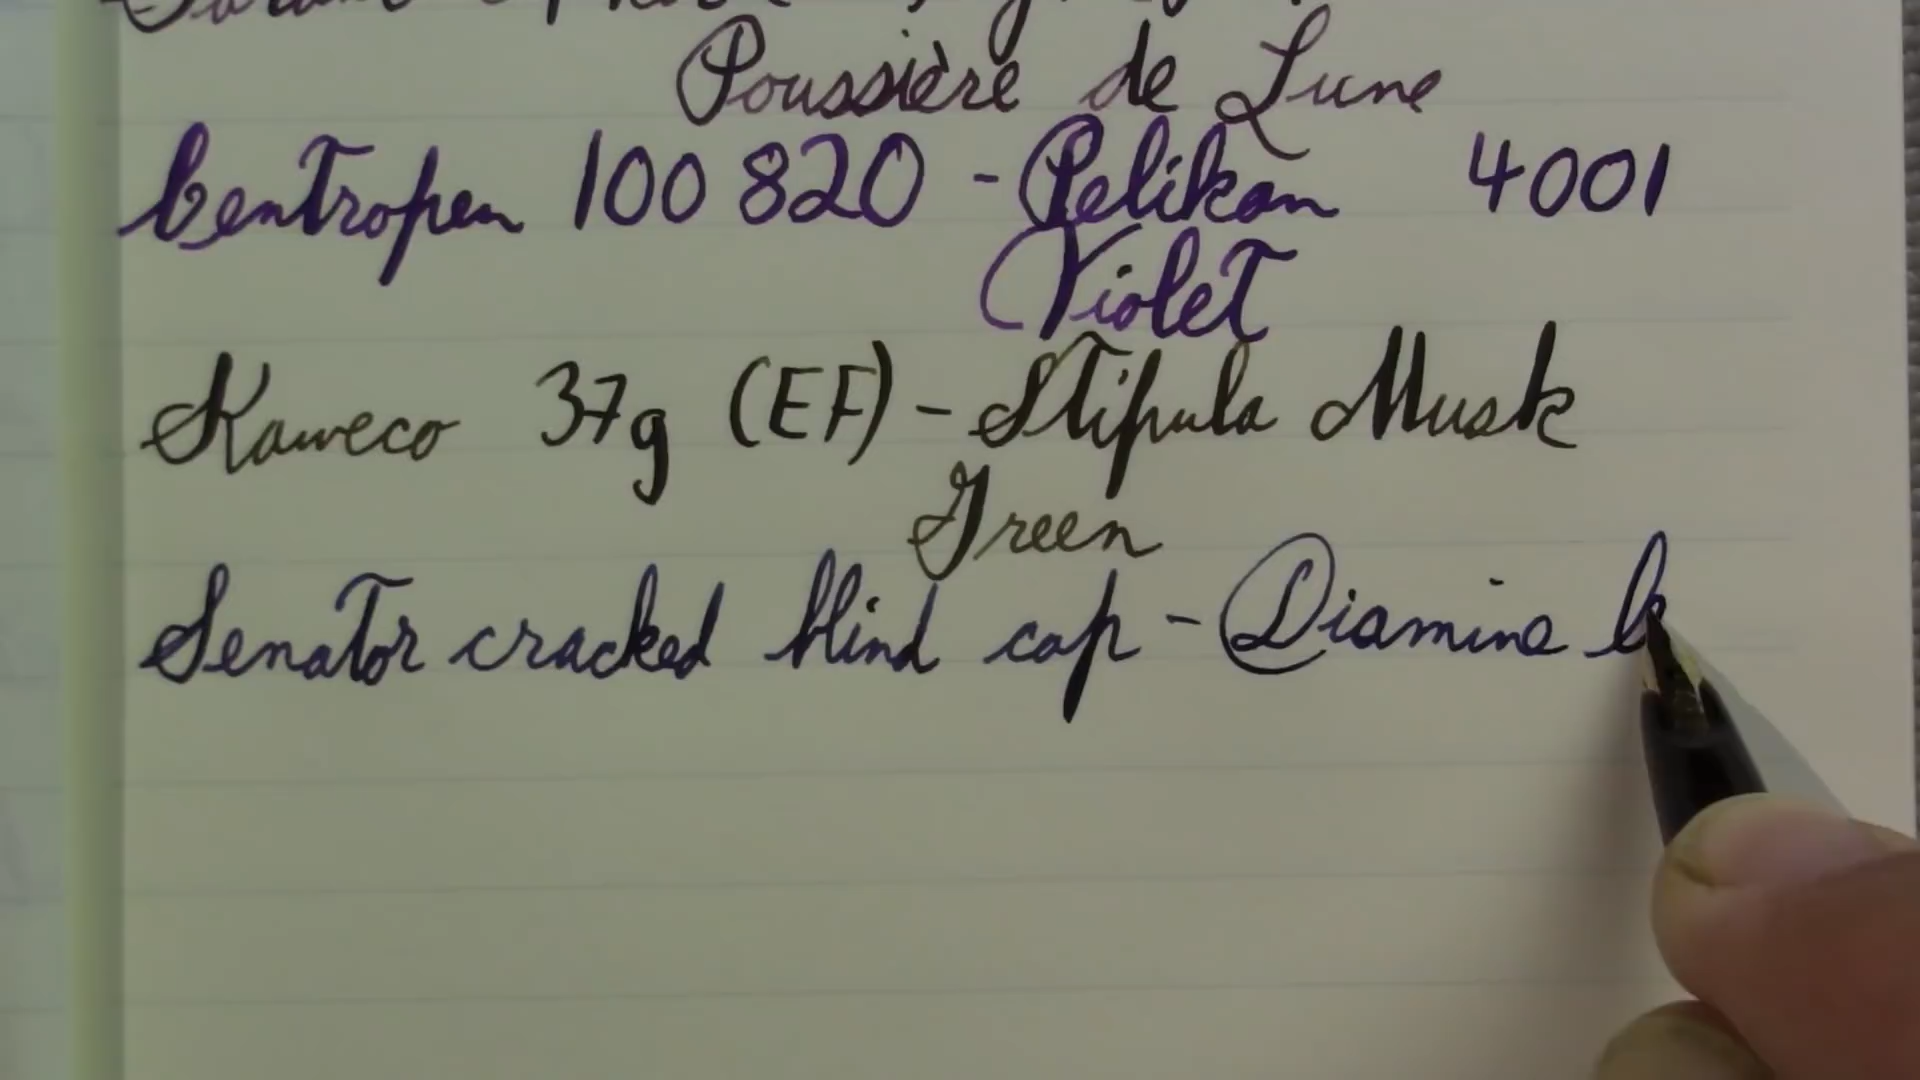 Poussière de Lune
Centropen 100 820 - Pelikan 4001
Violet
Kaweco 37g (EF) - Stipula Musk
Green
Senator cracked blind cap - Diamine